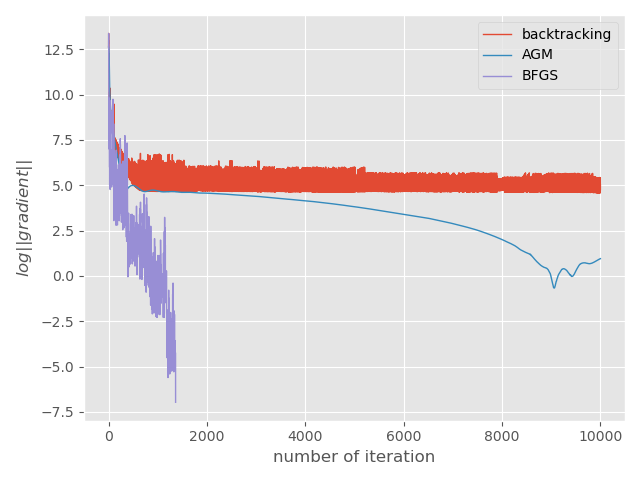 backtracking
AGM
BFGS
12.5
10.0
7.5
5.0
2.5
0.0
−2.5
−5.0
−7.5
log||gradient||
0 2000 4000 6000 8000 10000
number of iteration